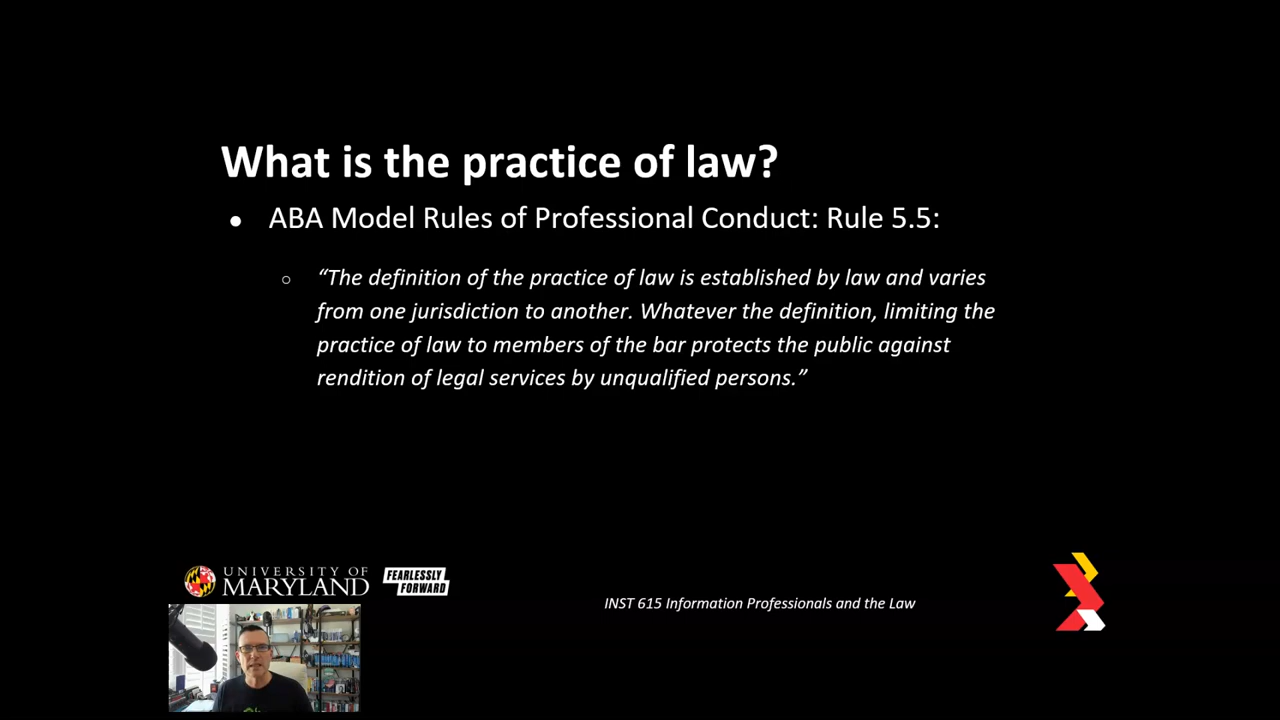 What is the practice of law?
● ABA Model Rules of Professional Conduct: Rule 5.5:
○ “The definition of the practice of law is established by law and varies
from one jurisdiction to another. Whatever the definition, limiting the
practice of law to members of the bar protects the public against
rendition of legal services by unqualified persons.”
UNIVERSITY OF
MARYLAND
FEARLESSLY
FORWARD
INST 615 Information Professionals and the Law